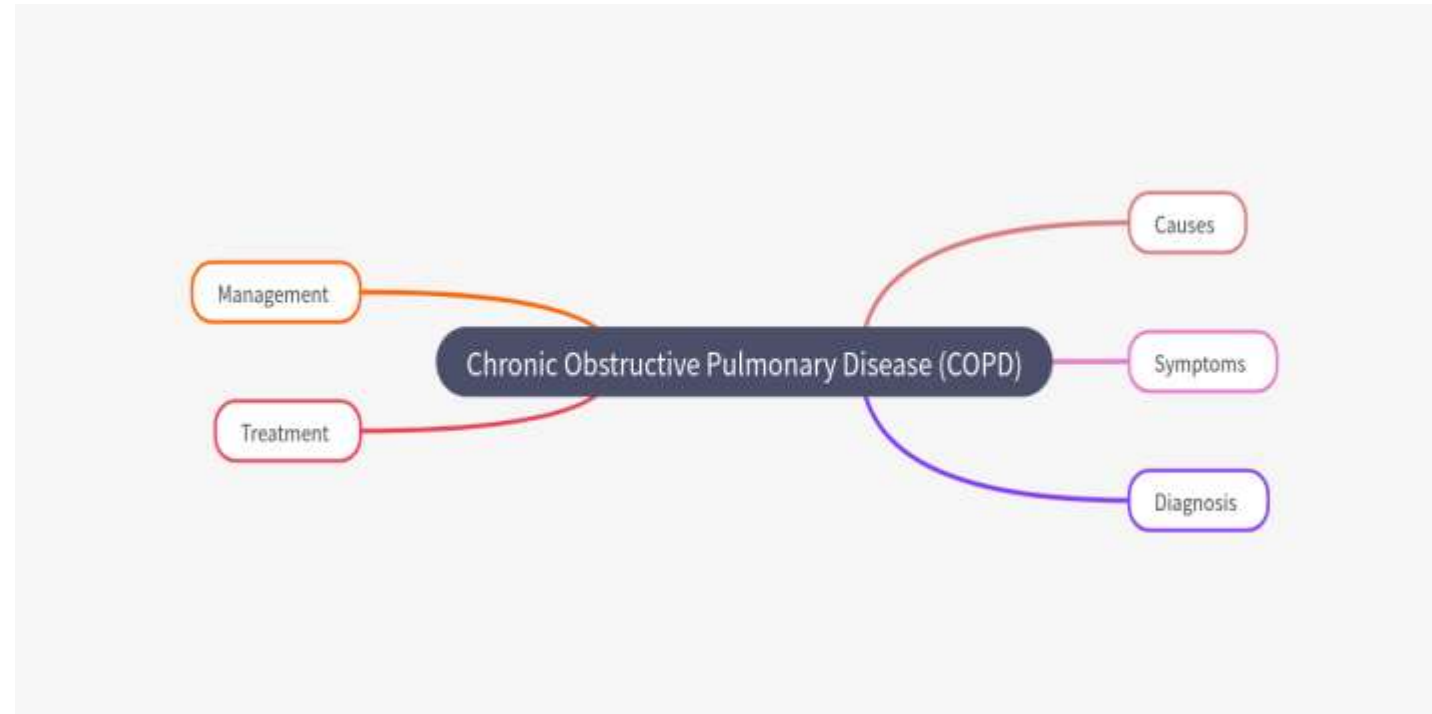 Causes
Management
Chronic Obstructive Pulmonary Disease (COPD)
Symptoms
Treatment
Diagnosis